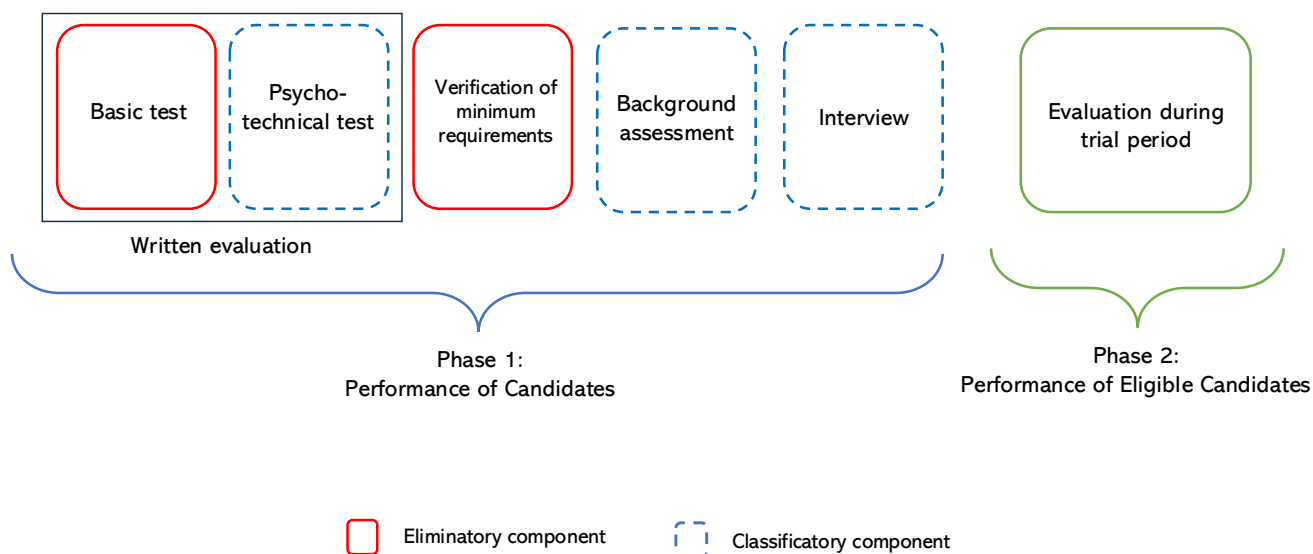 Basic test
Psycho-
technical test
Verification of
minimum
requirements
Background
assessment
Interview
Evaluation during
trial period
Written evaluation
Phase 1:
Performance of Candidates
Phase 2:
Performance of Eligible Candidates
Eliminatory component
Classificatory component